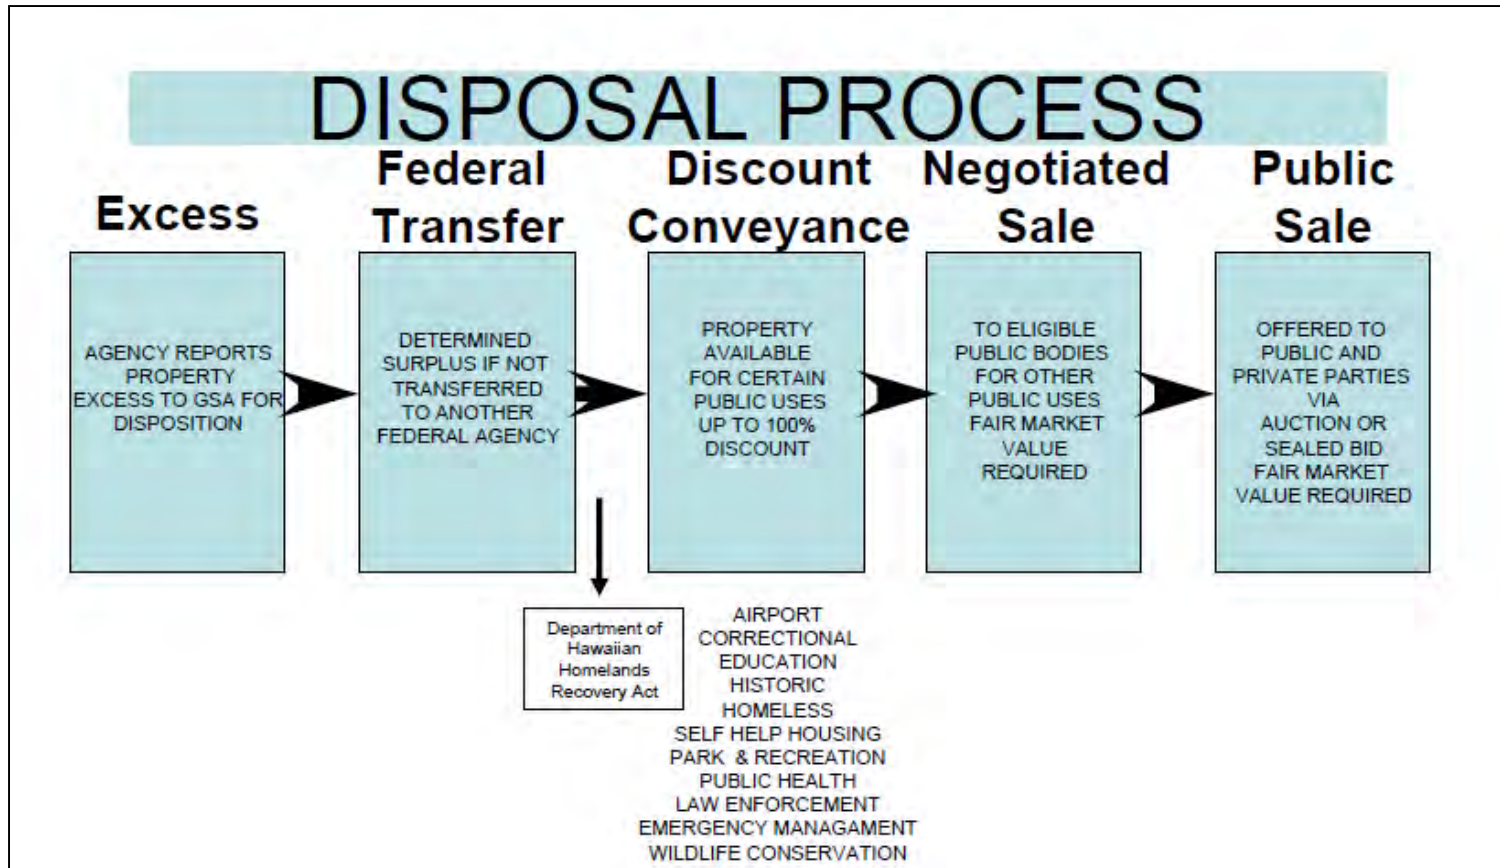 DISPOSAL PROCESS
Excess
AGENCY REPORTS
PROPERTY
EXCESS TO GSA FOR
DISPOSITION
Federal
Transfer
DETERMINED
SURPLUS IF NOT
TRANSFERRED
TO ANOTHER
FEDERAL AGENCY
Discount
Conveyance
PROPERTY
AVAILABLE
FOR CERTAIN
PUBLIC USES
UP TO 100%
DISCOUNT
Negotiated
Sale
TO ELIGIBLE
PUBLIC BODIES
FOR OTHER
PUBLIC USES
FAIR MARKET
VALUE
REQUIRED
Public
Sale
OFFERED TO
PUBLIC AND
PRIVATE PARTIES
VIA
AUCTION OR
SEALED BID
FAIR MARKET
VALUE REQUIRED
Department of
Hawaiian
Homelands
Recovery Act
AIRPORT
CORRECTIONAL
EDUCATION
HISTORIC
HOMELESS
SELF HELP HOUSING
PARK & RECREATION
PUBLIC HEALTH
LAW ENFORCEMENT
EMERGENCY MANAGAMENT
WILDLIFE CONSERVATION